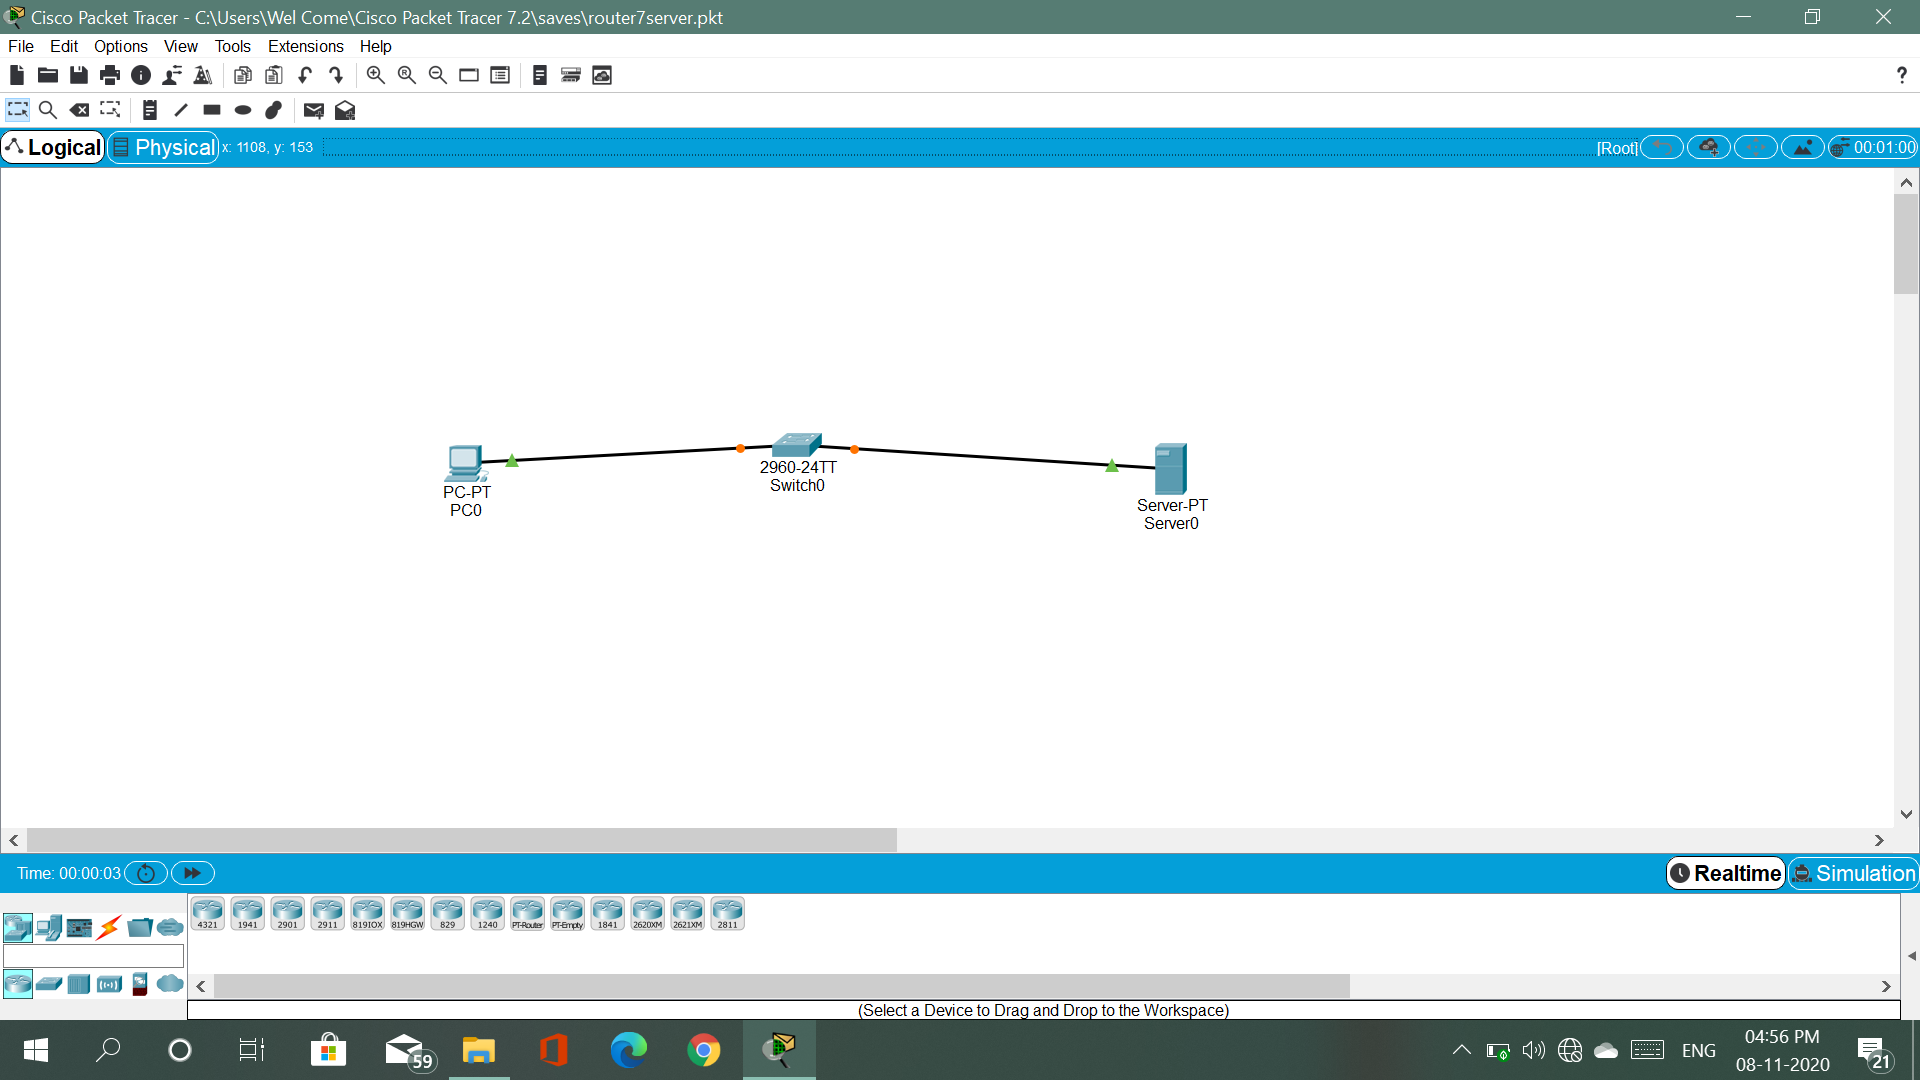 Cisco Packet Tracer - C:\Users\Wel Come\Cisco Packet Tracer 7.2\saves\router7server.pkt
File Edit Options View Tools Extensions Help
?
Logical Physical x: 1108, y: 153 [Root] 00:01:00
PC-PT
PC0
2960-24TT
Switch0
Server-PT
Server0
Time: 00:00:03 Realtime Simulation
4321 1941 2901 2911 819IOX 819HGW 829 1240 PT-Router PT-Empty 1841 2620XM 2621XM 2811
(Select a Device to Drag and Drop to the Workspace)
59
ENG
04:56 PM
08-11-2020
21